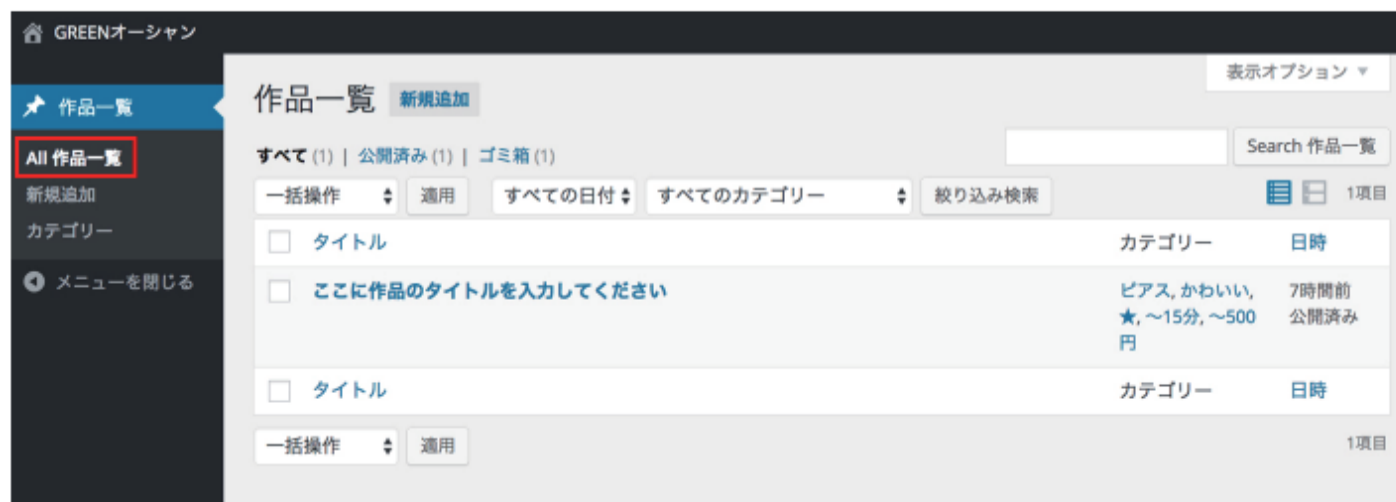 GREENオーシャン
表示オプション ▼
作品一覧
作品一覧 新規追加
All 作品一覧
すべて (1) | 公開済み (1) | ゴミ箱 (1)
Search 作品一覧
新規追加
一括操作 適用 すべての日付 すべてのカテゴリー 絞り込み検索 1項目
カテゴリー
タイトル カテゴリー 日時
メニューを閉じる
ここに作品のタイトルを入力してください
ピアス, かわいい,
★, 〜15分, 〜500
円
7時間前
公開済み
タイトル カテゴリー 日時
一括操作 適用 1項目